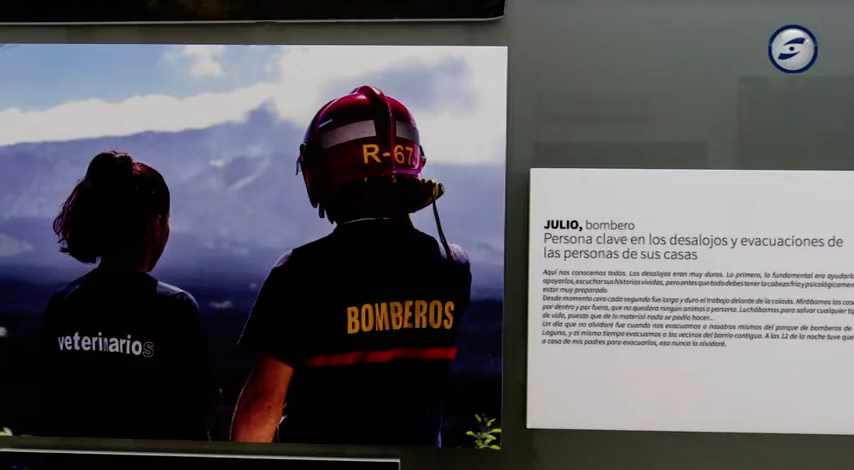 R-67
BOMBEROS
veterinarios
JULIO, bombero
Persona clave en los desalojos y evacuaciones de
las personas de sus casas
Aquí nos conocemos todos. Los desalojos eran muy duros. Lo primero, lo fundamental era
apoyarlos, escuchar sus historias vividas, pero antes que todo debes tener la cabeza fría y
estar muy preparado.
Desde momento cero cada segundo fue largo y duro el trabajo delante de la colada. Mirábamos las
por dentro y por fuera, que no quedara ningún animal o persona. Luchábamos para salvar cualquier
de vida, puesto que de lo material nada se podía hacer...
Un día que no olvidaré fue cuando nos evacuamos a nosotros mismos del parque de bomberos de
Laguna, y al mismo tiempo evacuamos a los vecinos del barrio contiguo. A las 12 de la noche tuve que
a casa de mis padres para evacuarlos, eso nunca lo olvidaré.